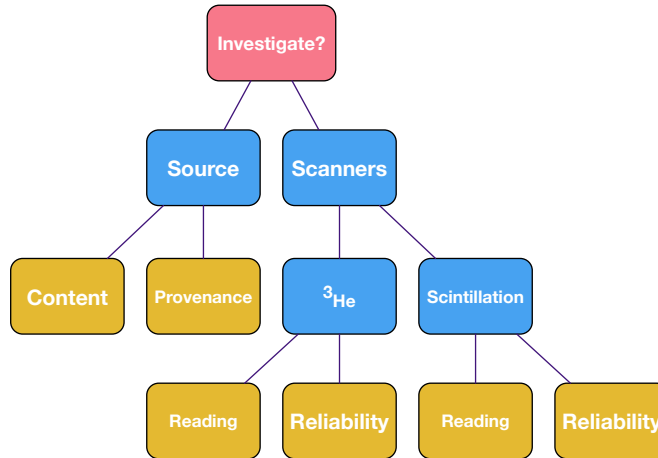 Investigate?
Source
Scanners
Content
Provenance
³He
Scintillation
Reading
Reliability
Reading
Reliability